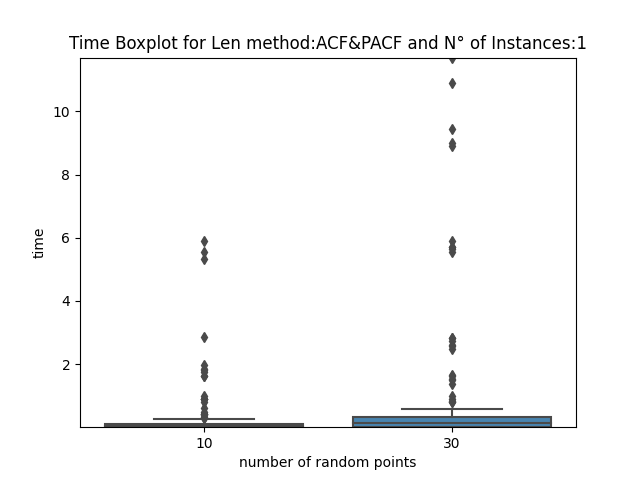 Time Boxplot for Len method:ACF&PACF and N° of Instances:1
10
8
6
4
2
time
10
30
number of random points